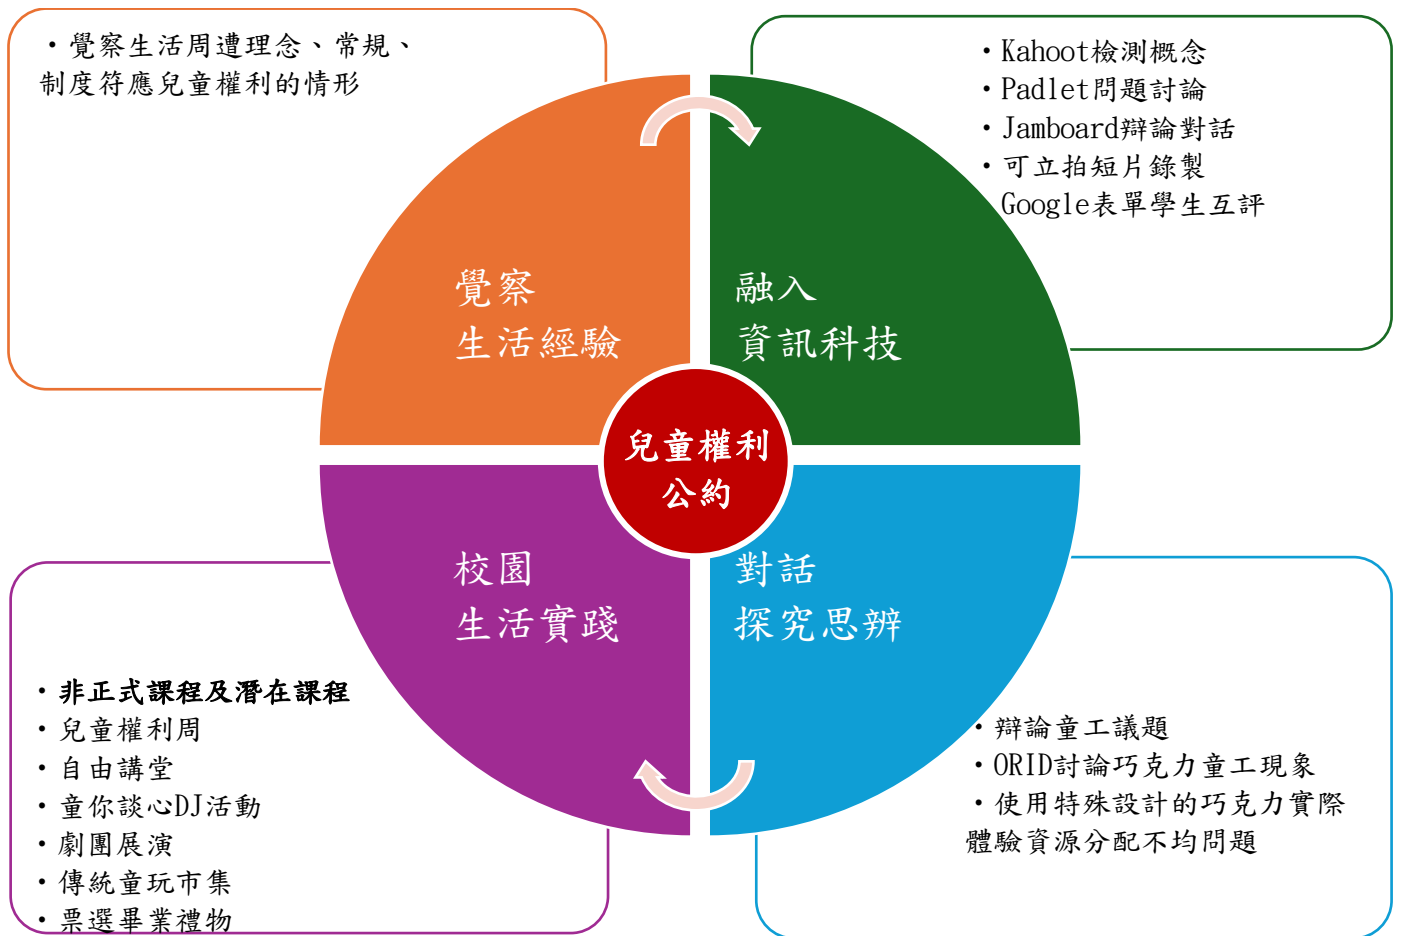 ・覺察生活周遭理念、常規、
制度符應兒童權利的情形
・Kahoot檢測概念
・Padlet問題討論
・Jamboard辯論對話
・可立拍短片錄製
Google表單學生互評
覺察
生活經驗
融入
資訊科技
兒童權利
公約
校園
生活實踐
對話
探究思辨
・非正式課程及潛在課程
・兒童權利周
・自由講堂
・童你談心DJ活動
・劇團展演
・傳統童玩市集
・票選畢業禮物
・辯論童工議題
・ORID討論巧克力童工現象
・使用特殊設計的巧克力實際
體驗資源分配不均問題